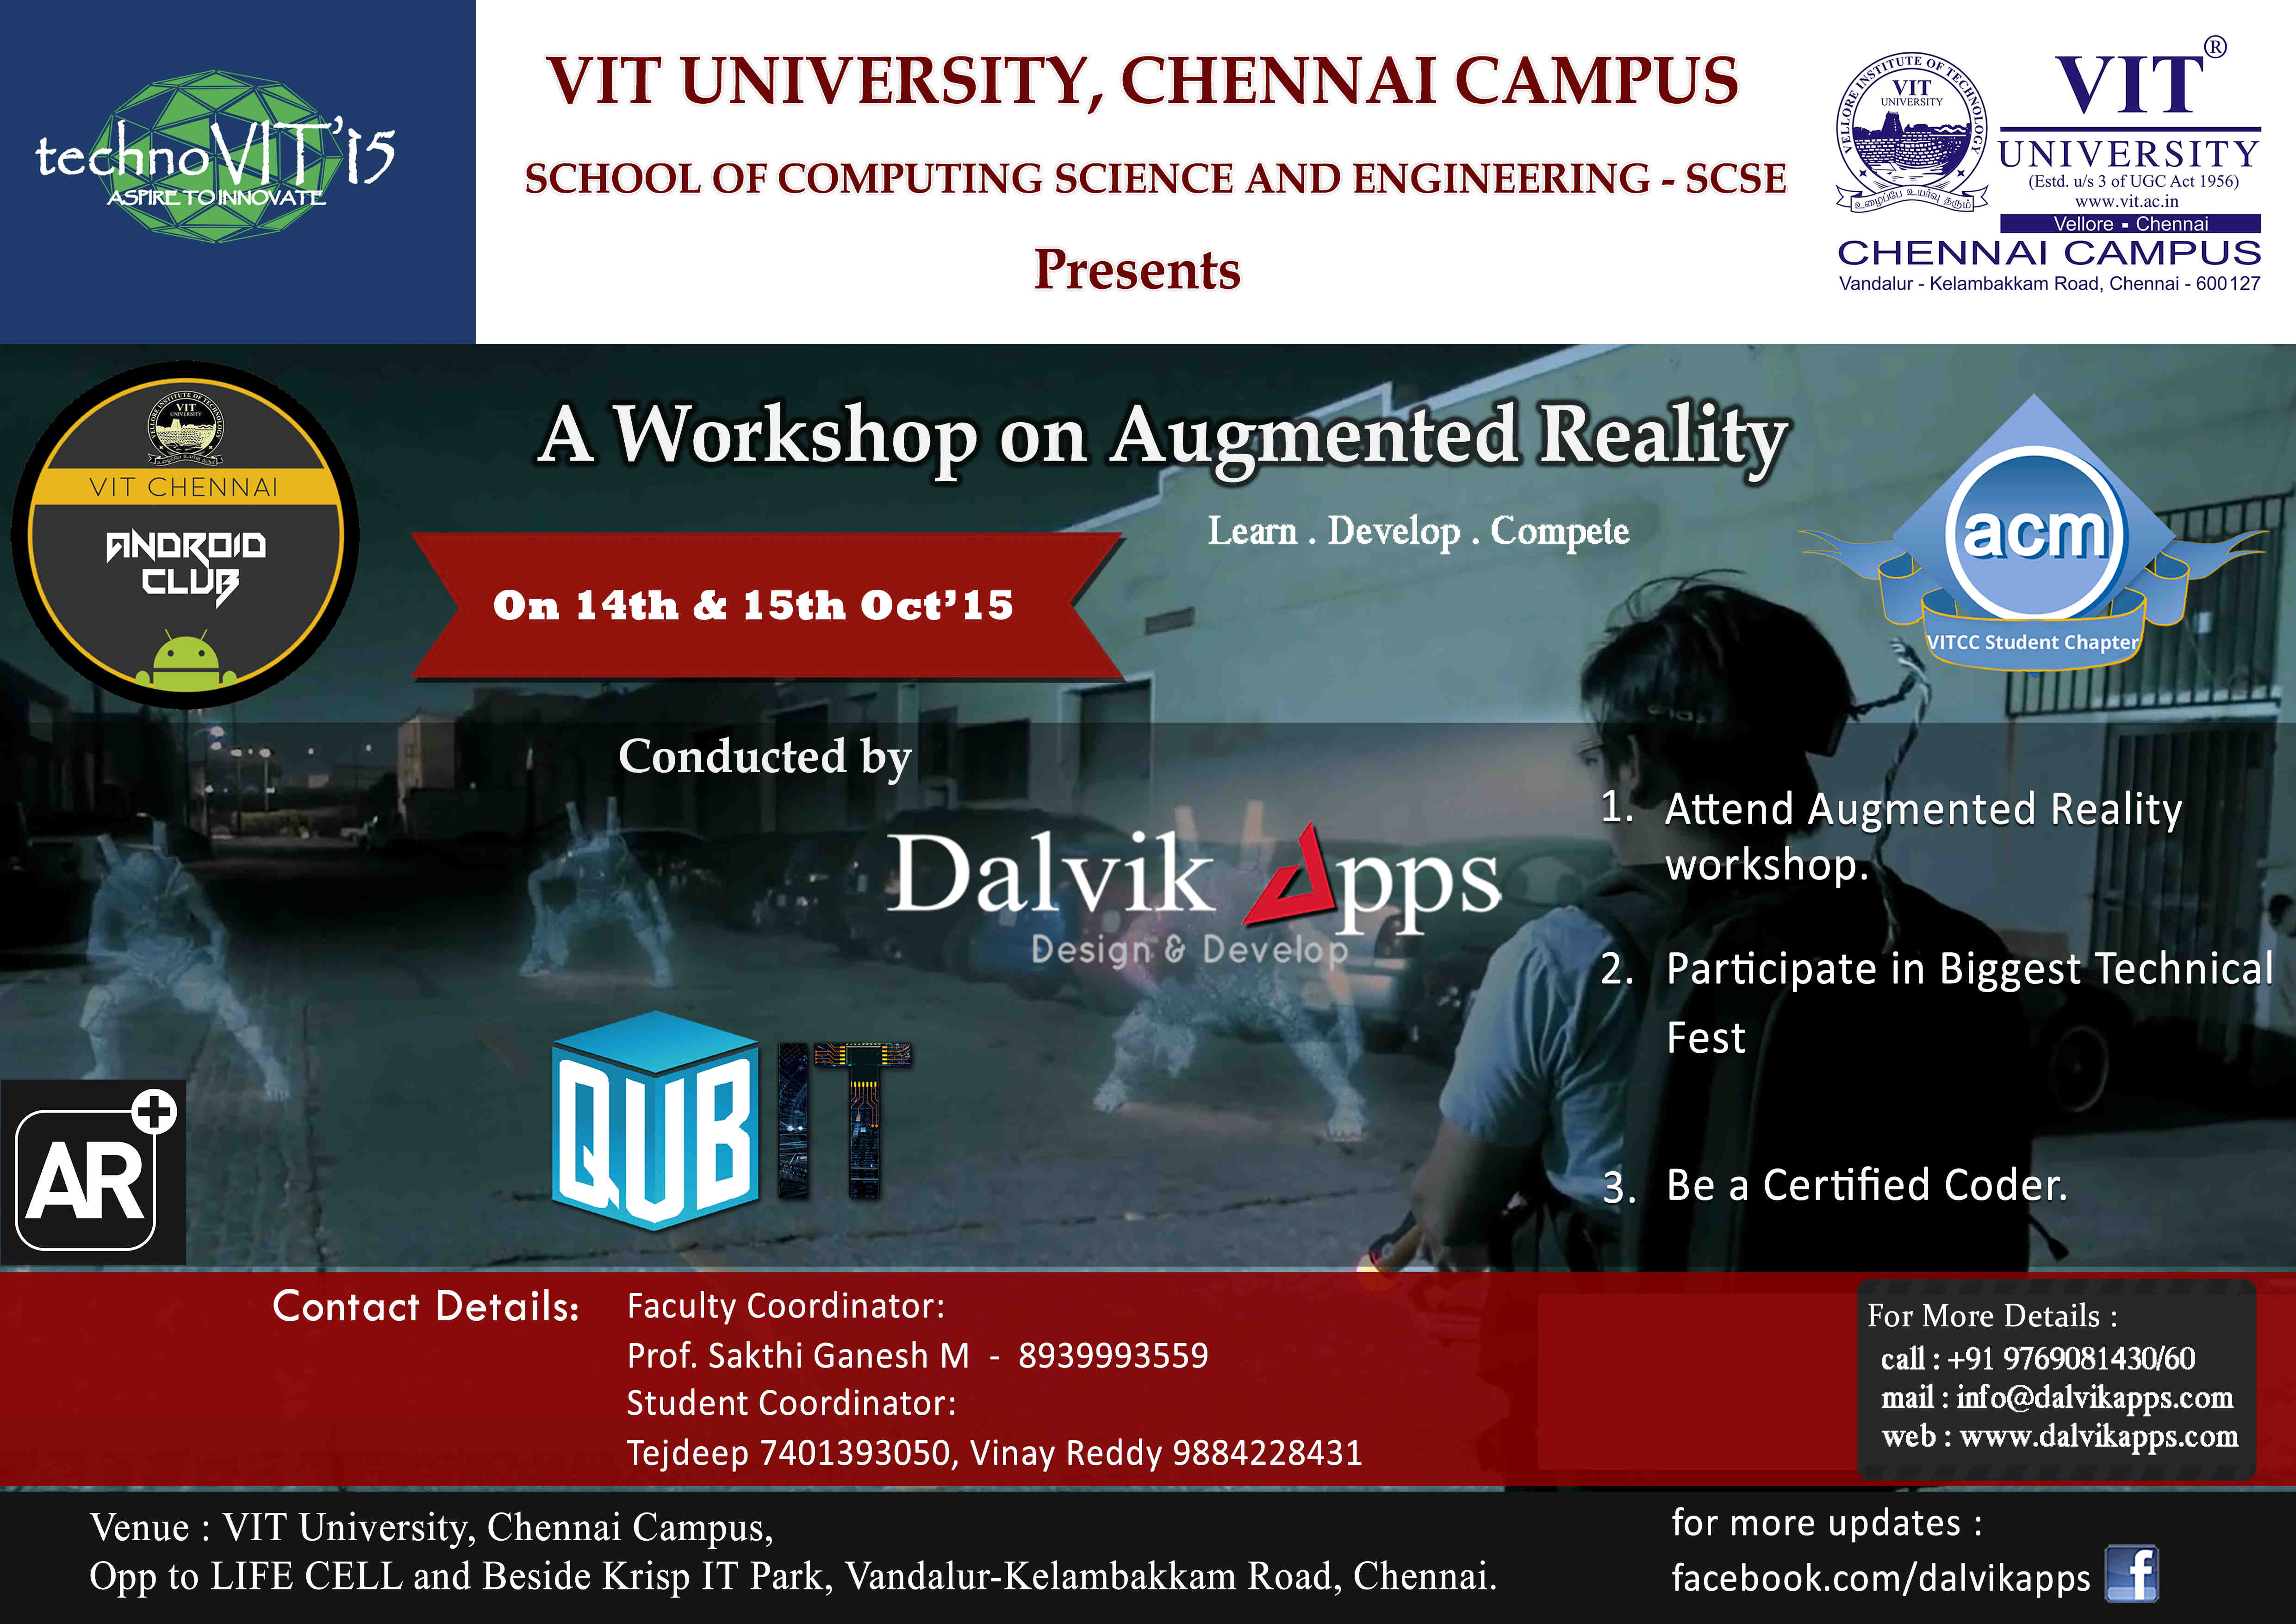 technoVIT'15
ASPIRE TO INNOVATE
VIT UNIVERSITY, CHENNAI CAMPUS
SCHOOL OF COMPUTING SCIENCE AND ENGINEERING - SCSE
Presents
VELLORE INSTITUTE OF TECHNOLOGY
VIT
UNIVERSITY
VIT®
UNIVERSITY
(Estd. u/s 3 of UGC Act 1956)
www.vit.ac.in
Vellore - Chennai
CHENNAI CAMPUS
Vandalur - Kelambakkam Road, Chennai - 600127
VELLORE INSTITUTE OF TECHNOLOGY
VIT
UNIVERSITY
VIT CHENNAI
ANDROID
CLUB
A Workshop on Augmented Reality
Learn . Develop . Compete
On 14th & 15th Oct'15
acm
VITCC Student Chapter
Conducted by
Dalvik Apps
Design & Develop
QUBIT
AR+
1. Attend Augmented Reality
workshop.
2. Participate in Biggest Technical
Fest
3. Be a Certified Coder.
Contact Details:
Faculty Coordinator:
Prof. Sakthi Ganesh M - 8939993559
Student Coordinator:
Tejdeep 7401393050, Vinay Reddy 9884228431
For More Details :
call : +91 9769081430/60
mail : info@dalvikapps.com
web : www.dalvikapps.com
Venue : VIT University, Chennai Campus,
Opp to LIFE CELL and Beside Krisp IT Park, Vandalur-Kelambakkam Road, Chennai.
for more updates :
facebook.com/dalvikapps f